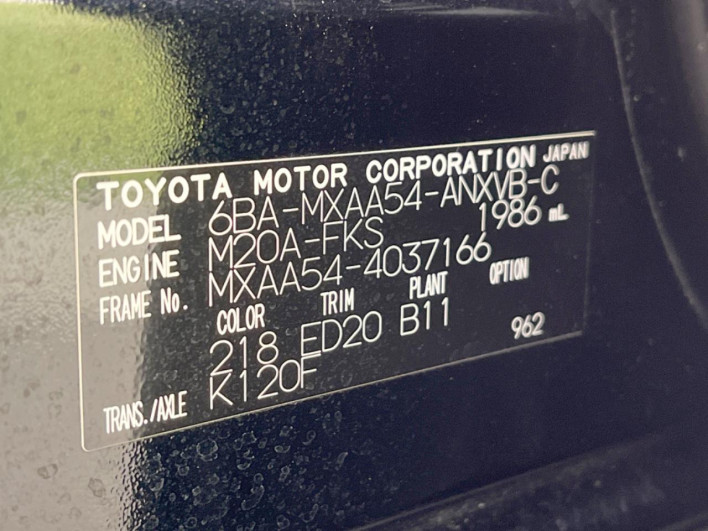 TOYOTA MOTOR CORPORATION JAPAN
MODEL 6BA-MXAA54-ANXVB-C
ENGINE M20A-FKS 1986 mL
FRAME No. MXAA54-4037166
COLOR TRIM PLANT OPTION
218 ED20 B11 962
TRANS./AXLE K120F